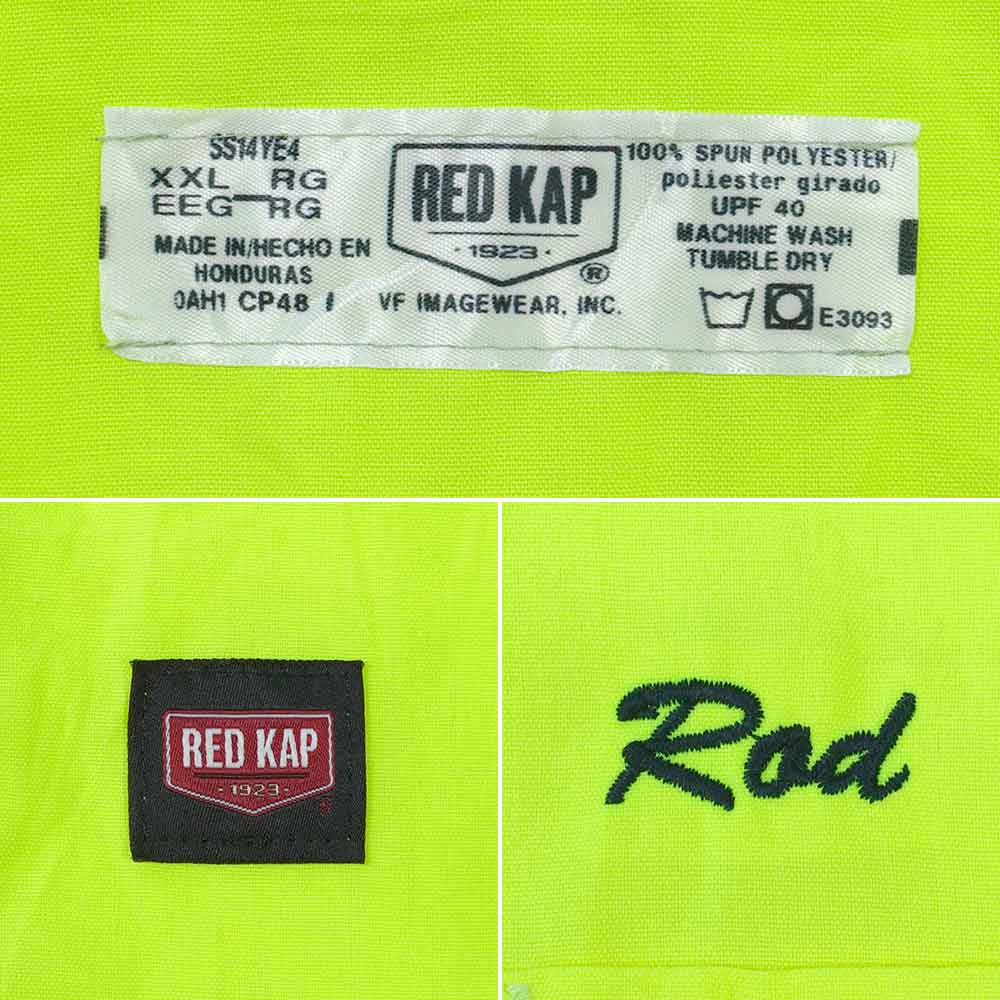 SS14YE4
XXL RG
EEG RG
MADE IN/HECHO EN
HONDURAS
0AH1 CP48
RED KAP
· 1923 ·
®
VF IMAGEWEAR, INC.
100% SPUN POLYESTER/
poliester girado
UPF 40
MACHINE WASH
TUMBLE DRY
E3093
RED KAP
· 1923 ·
Rod